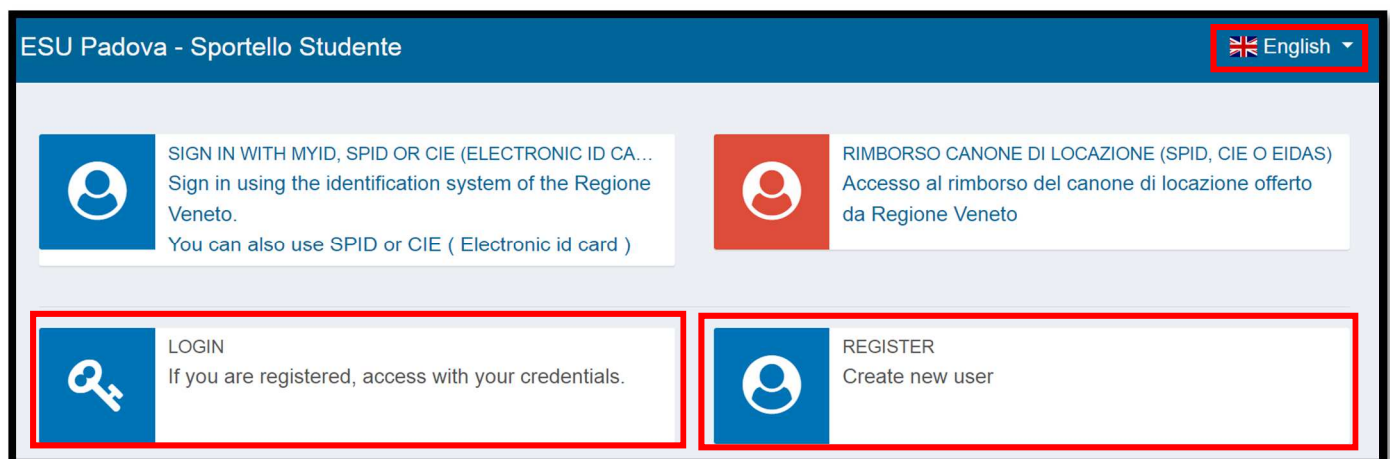 ESU Padova - Sportello Studente
English
SIGN IN WITH MYID, SPID OR CIE (ELECTRONIC ID CA...
Sign in using the identification system of the Regione
Veneto.
You can also use SPID or CIE ( Electronic id card )
RIMBORSO CANONE DI LOCAZIONE (SPID, CIE O EIDAS)
Accesso al rimborso del canone di locazione offerto
da Regione Veneto
LOGIN
If you are registered, access with your credentials.
REGISTER
Create new user